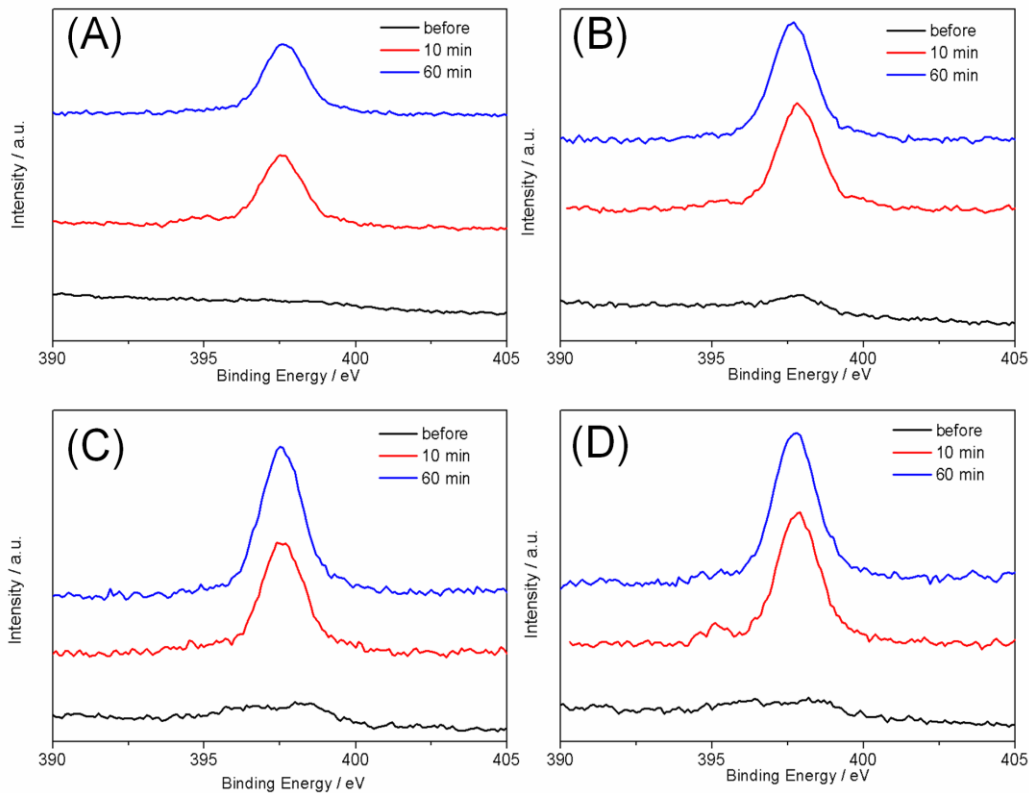 (A)
before
10 min
60 min
Intensity / a.u.
390 395 400 405
Binding Energy / eV
(B)
before
10 min
60 min
Intensity / a.u.
390 395 400 405
Binding Energy / eV
(C)
before
10 min
60 min
Intensity / a.u.
390 395 400 405
Binding Energy / eV
(D)
before
10 min
60 min
Intensity / a.u.
390 395 400 405
Binding Energy / eV